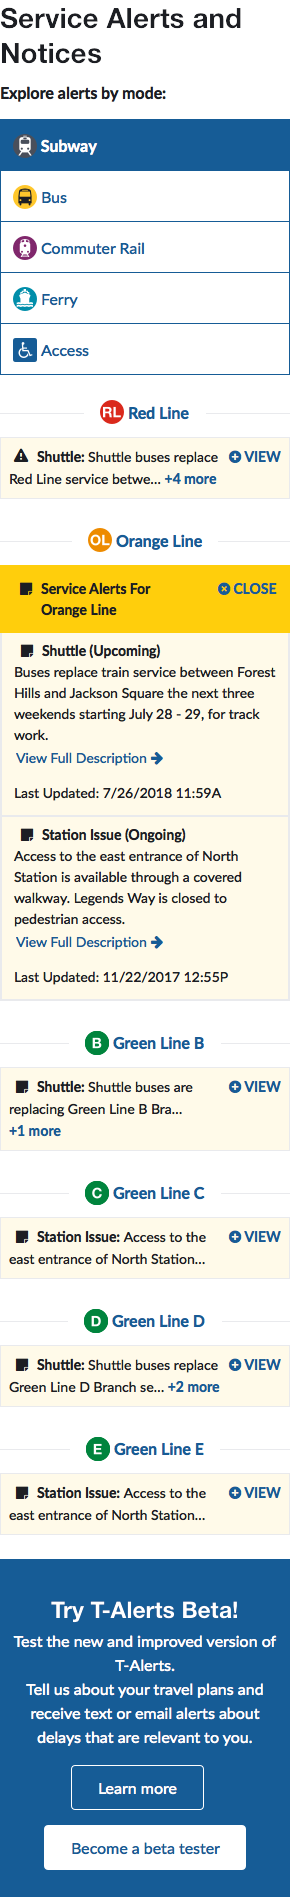 Service Alerts and
Notices
Explore alerts by mode:
Subway
Bus
Commuter Rail
Ferry
Access
RL Red Line
Shuttle: Shuttle buses replace
Red Line service betwe... +4 more
VIEW
OL Orange Line
Service Alerts For
Orange Line
CLOSE
Shuttle (Upcoming)
Buses replace train service between Forest
Hills and Jackson Square the next three
weekends starting July 28 - 29, for track
work.
View Full Description
Last Updated: 7/26/2018 11:59A
Station Issue (Ongoing)
Access to the east entrance of North
Station is available through a covered
walkway. Legends Way is closed to
pedestrian access.
View Full Description
Last Updated: 11/22/2017 12:55P
B Green Line B
Shuttle: Shuttle buses are
replacing Green Line B Bra...
+1 more
VIEW
C Green Line C
Station Issue: Access to the
east entrance of North Station...
VIEW
D Green Line D
Shuttle: Shuttle buses replace
Green Line D Branch se... +2 more
VIEW
E Green Line E
Station Issue: Access to the
east entrance of North Station...
VIEW
Try T-Alerts Beta!
Test the new and improved version of
T-Alerts.
Tell us about your travel plans and
receive text or email alerts about
delays that are relevant to you.
Learn more
Become a beta tester